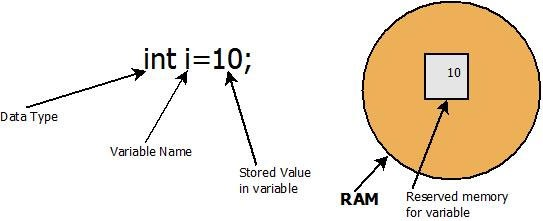 int i=10;
Data Type
Variable Name
Stored Value
in variable
10
RAM
Reserved memory
for variable